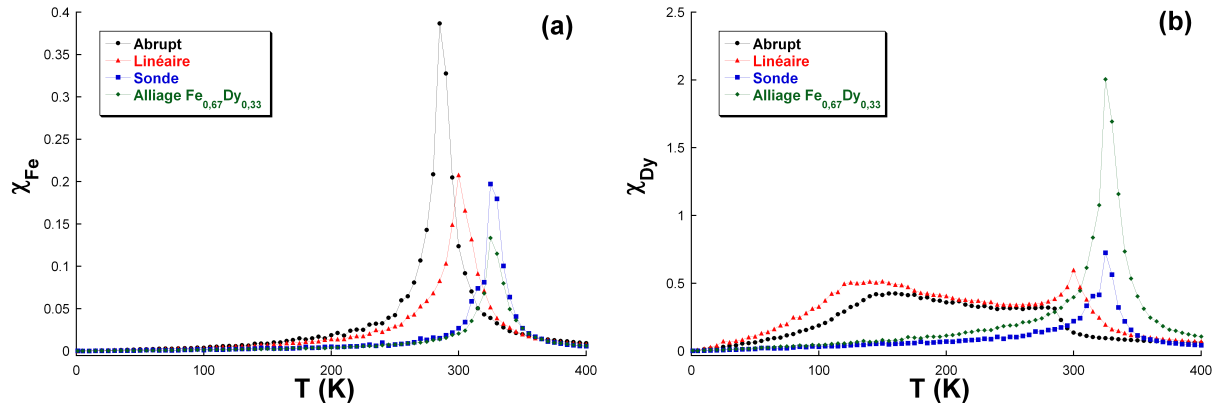 (a)
0.4
0.35
0.3
0.25
0.2
0.15
0.1
0.05
0
χFe
Abrupt
Linéaire
Sonde
Alliage Fe0,67Dy0,33
0 100 200 300 400
T (K)
(b)
2.5
2
1.5
1
0.5
0
χDy
Abrupt
Linéaire
Sonde
Alliage Fe0,67Dy0,33
0 100 200 300 400
T (K)